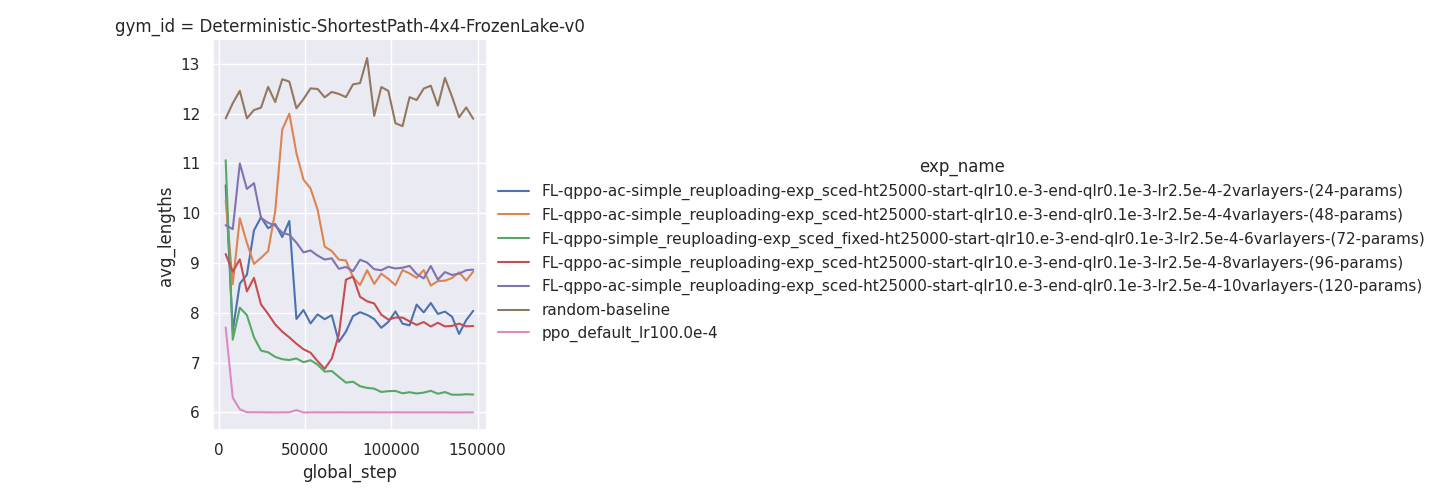 gym_id = Deterministic-ShortestPath-4x4-FrozenLake-v0
13
12
11
10
9
8
7
6
avg_lengths
0
50000
100000
150000
global_step
exp_name
FL-qppo-ac-simple_reuploading-exp_sced-ht25000-start-qlr10.e-3-end-qlr0.1e-3-lr2.5e-4-2varlayers-(24-params)
FL-qppo-ac-simple_reuploading-exp_sced-ht25000-start-qlr10.e-3-end-qlr0.1e-3-lr2.5e-4-4varlayers-(48-params)
FL-qppo-simple_reuploading-exp_sced_fixed-ht25000-start-qlr10.e-3-end-qlr0.1e-3-lr2.5e-4-6varlayers-(72-params)
FL-qppo-ac-simple_reuploading-exp_sced-ht25000-start-qlr10.e-3-end-qlr0.1e-3-lr2.5e-4-8varlayers-(96-params)
FL-qppo-ac-simple_reuploading-exp_sced-ht25000-start-qlr10.e-3-end-qlr0.1e-3-lr2.5e-4-10varlayers-(120-params)
random-baseline
ppo_default_lr100.0e-4